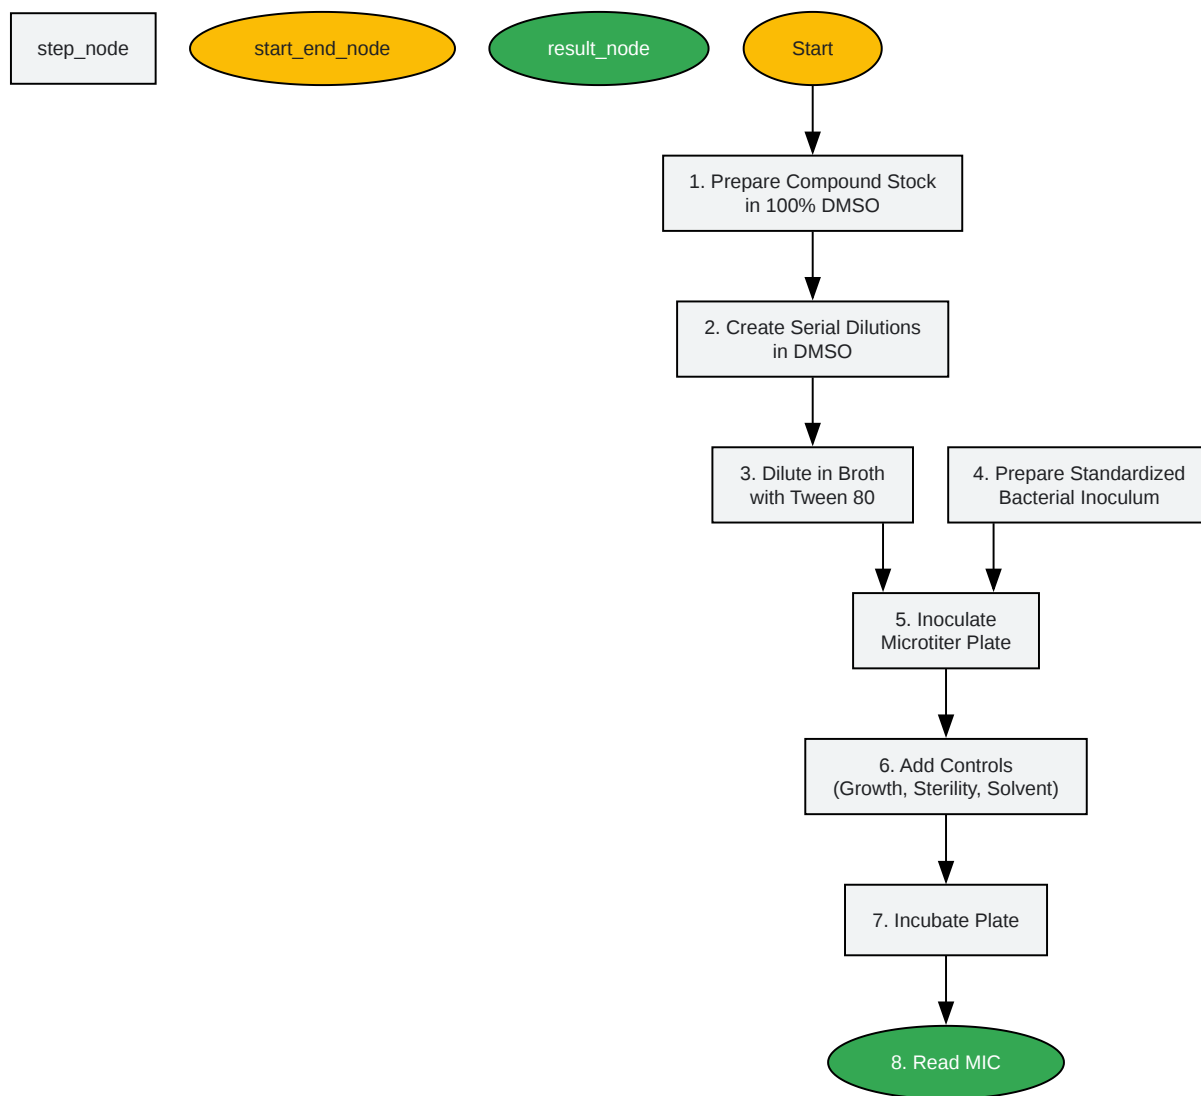 step_node
start_end_node
result_node
Start
1. Prepare Compound Stock
in 100% DMSO
2. Create Serial Dilutions
in DMSO
3. Dilute in Broth
with Tween 80
4. Prepare Standardized
Bacterial Inoculum
5. Inoculate
Microtiter Plate
6. Add Controls
(Growth, Sterility, Solvent)
7. Incubate Plate
8. Read MIC